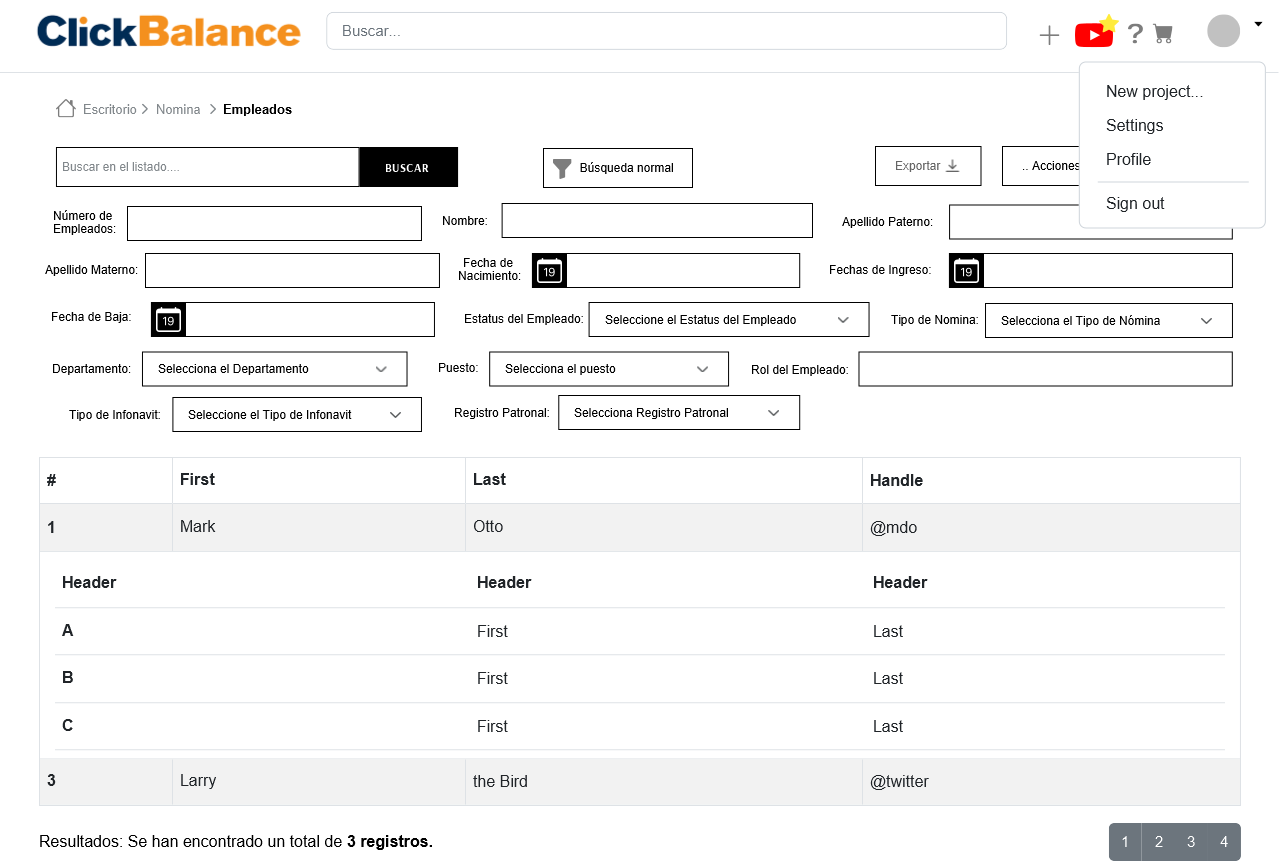 ClickBalance
Buscar...
?
New project...
Settings
Profile
Sign out
Escritorio > Nomina > Empleados
Buscar en el listado....
BUSCAR
Búsqueda normal
Exportar
.. Acciones
Número de
Empleados:
Nombre:
Apellido Paterno:
Apellido Materno:
Fecha de
Nacimiento:
19
Fechas de Ingreso:
19
Fecha de Baja:
19
Estatus del Empleado:
Seleccione el Estatus del Empleado
Tipo de Nomina:
Selecciona el Tipo de Nómina
Departamento:
Selecciona el Departamento
Puesto:
Selecciona el puesto
Rol del Empleado:
Tipo de Infonavit:
Seleccione el Tipo de Infonavit
Registro Patronal:
Selecciona Registro Patronal
# First Last Handle
1 Mark Otto @mdo
Header Header Header
A First Last
B First Last
C First Last
3 Larry the Bird @twitter
Resultados: Se han encontrado un total de 3 registros.
1 2 3 4